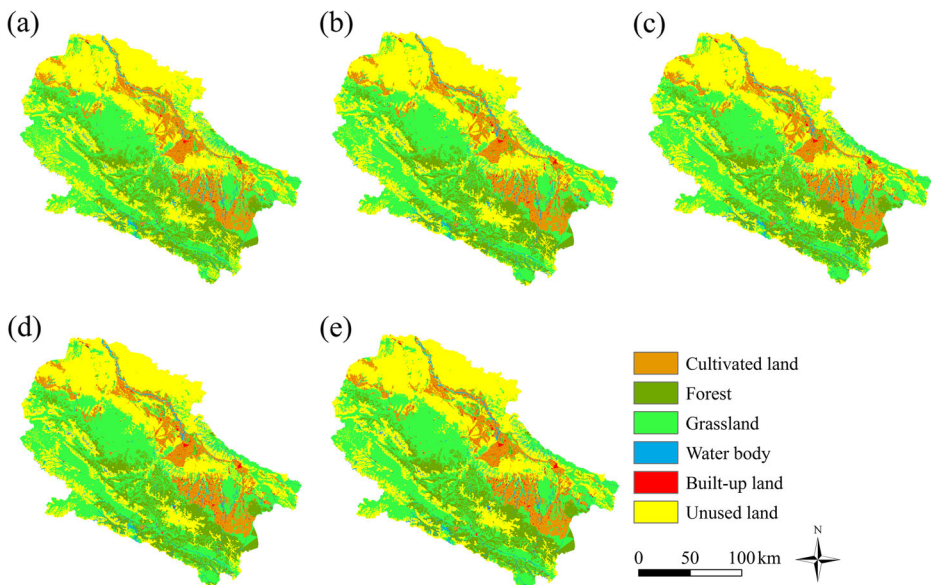 (a)
(b)
(c)
(d)
(e)
Cultivated land
Forest
Grassland
Water body
Built-up land
Unused land
N
0 50 100 km